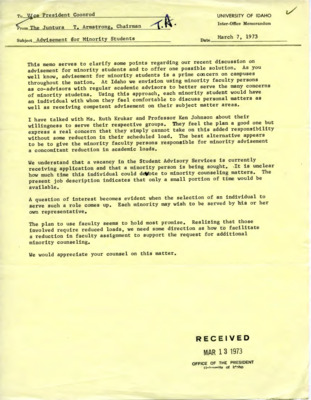 To Vice President Coonrod
UNIVERSITY OF IDAHO
Inter-Office Memorandum
From The Juntura T. Armstrong, Chairman T.A.
Subject Advisement for Minority Students
Date March 7, 1973
This memo serves to clarify some points regarding our recent discussion on
advisement for minority students and to offer one possible solution. As you
well know, advisement for minority students is a prime concern on campuses
throughout the nation. At Idaho we envision using minority faculty persons
as co-advisors with regular academic advisors to better serve the many concerns
of minority students. Using this approach, each minority student would have
an individual with whom they feel comfortable to discuss personal matters as
well as receiving competent advisement on their subject matter areas.
I have talked with Ms. Ruth and Professor Ken Johnson about their
willingness to serve their respective groups. They feel the plan a good one but
express a real concern that they simply cannot take on this added responsibility
without some reduction in their scheduled load. The best alternative appears
to be to give the minority faculty persons responsible for minority advisement
a concomitant reduction in academic loads.
We understand that a vacancy in the Student Advisory Services is currently
receiving application and that a minority person is being sought. It is unclear
how much time this individual could devote to minority counseling matters. The
present job description indicates that only a small portion of time would be
available.
A question of interest becomes evident when the selection of an individual to
serve such a role comes up. Each minority may wish to be served by his or her
own representative.
The plan to use faculty seems to hold most promise. Realizing that those
involved require reduced loads, we need some direction as how to facilitate
a reduction in faculty assignment to support the request for additional
minority counseling.
We would appreciate your counsel on this matter.
RECEIVED
MAR 13 1973
OFFICE OF THE PRESIDENT
University of Idaho